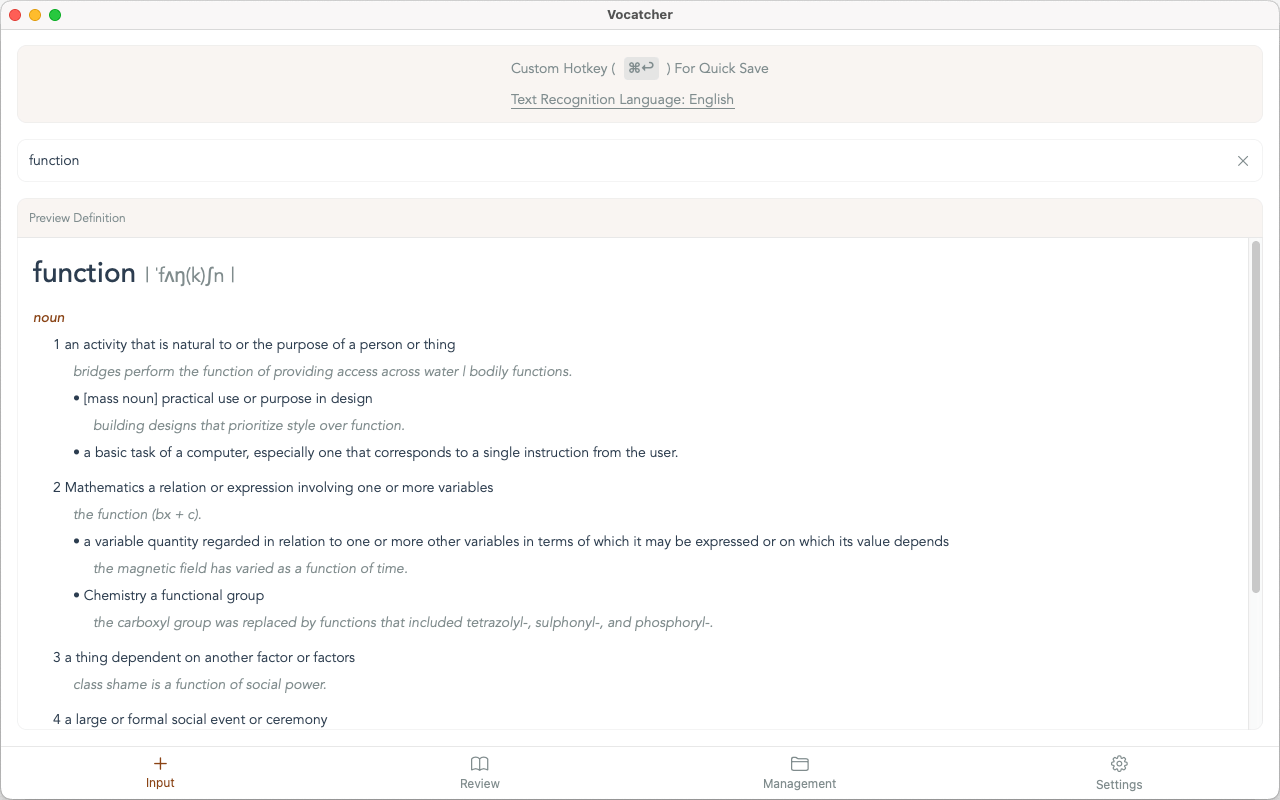 Vocatcher
Custom Hotkey ( ⌘↩ ) For Quick Save
Text Recognition Language: English
function
Preview Definition
function | ˈfʌŋ(k)ʃn |
noun
1 an activity that is natural to or the purpose of a person or thing
bridges perform the function of providing access across water | bodily functions.
• [mass noun] practical use or purpose in design
building designs that prioritize style over function.
• a basic task of a computer, especially one that corresponds to a single instruction from the user.
2 Mathematics a relation or expression involving one or more variables
the function (bx + c).
• a variable quantity regarded in relation to one or more other variables in terms of which it may be expressed or on which its value depends
the magnetic field has varied as a function of time.
• Chemistry a functional group
the carboxyl group was replaced by functions that included tetrazolyl-, sulphonyl-, and phosphoryl-.
3 a thing dependent on another factor or factors
class shame is a function of social power.
4 a large or formal social event or ceremony
Input
Review
Management
Settings